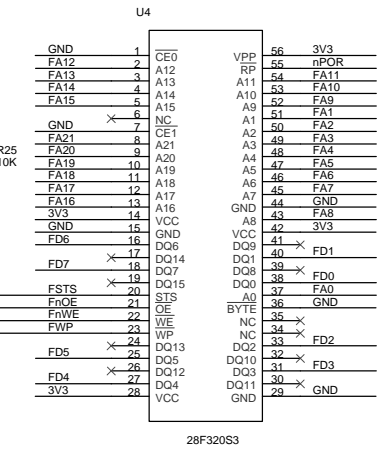 U4
GND 1 CE0 VPP 56 3V3
FA12 2 A12 RP 55 nPOR
FA13 3 A13 A11 54 FA11
FA14 4 A14 A10 53 FA10
FA15 5 A15 A9 52 FA9
6 NC A1 51 FA1
GND 7 CE1 A2 50 FA2
FA21 8 A21 A3 49 FA3
R25 FA20 9 A20 A4 48 FA4
10K FA19 10 A19 A5 47 FA5
FA18 11 A18 A6 46 FA6
FA17 12 A17 A7 45 FA7
FA16 13 A16 GND 44 GND
3V3 14 VCC A8 43 FA8
GND 15 GND VCC 42 3V3
FD6 16 DQ6 DQ9 41
17 DQ14 DQ1 40 FD1
FD7 18 DQ7 DQ8 39
19 DQ15 DQ0 38 FD0
FSTS 20 STS A0 37 FA0
FnOE 21 OE BYTE 36 GND
FnWE 22 WE NC 35
FWP 23 WP NC 34
24 DQ13 DQ2 33 FD2
FD5 25 DQ5 DQ10 32
26 DQ12 DQ3 31 FD3
FD4 27 DQ4 DQ11 30
3V3 28 VCC GND 29 GND
28F320S3